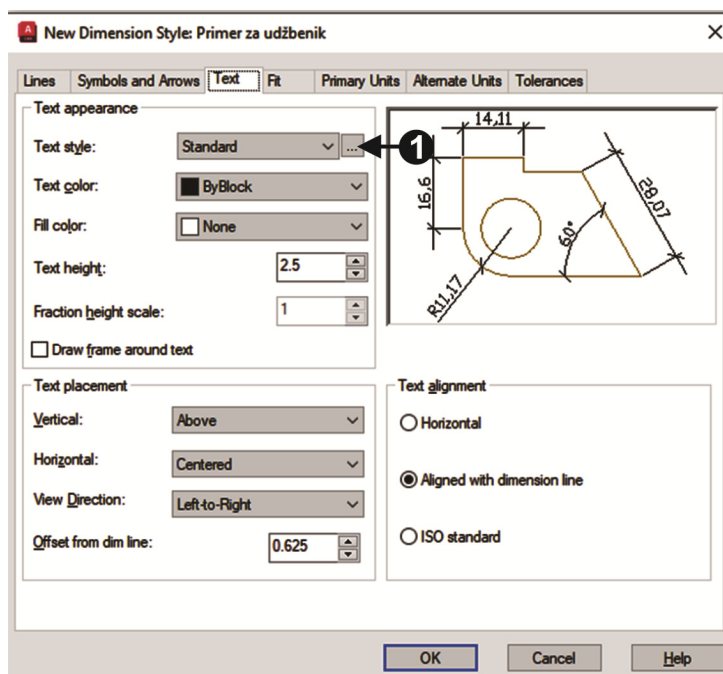 New Dimension Style: Primer za udžbenik
Lines Symbols and Arrows Text Fit Primary Units Alternate Units Tolerances
Text appearance
Text style: Standard ... 1
Text color: ByBlock
Fill color: None
Text height: 2.5
Fraction height scale: 1
Draw frame around text
14,11
16,6
28,07
60°
R11,17
Text placement
Vertical: Above
Horizontal: Centered
View Direction: Left-to-Right
Offset from dim line: 0.625
Text alignment
Horizontal
Aligned with dimension line
ISO standard
OK Cancel Help